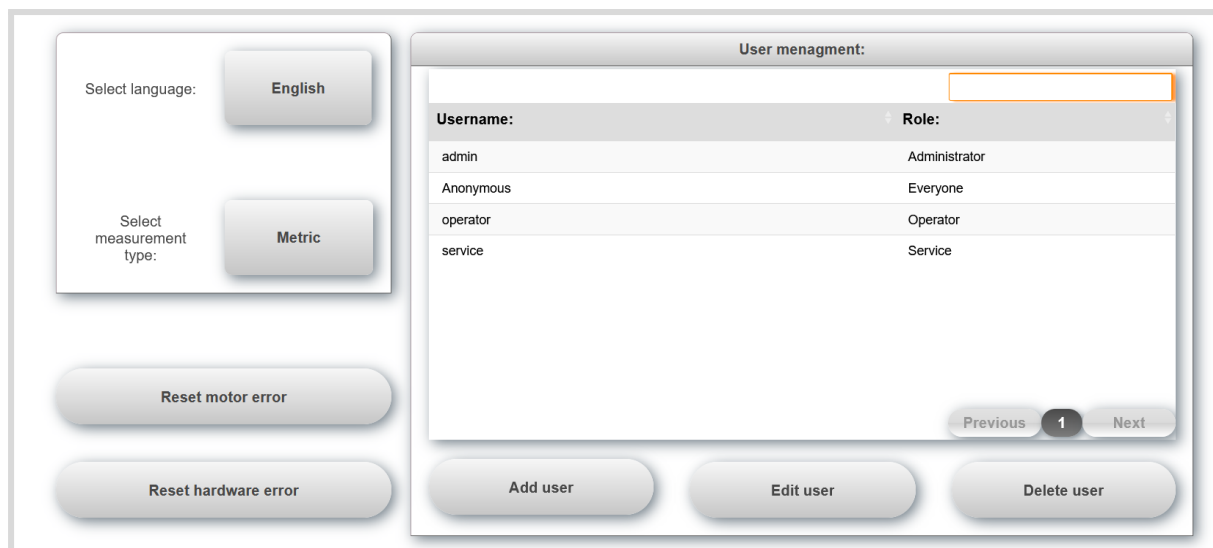 Select language:
English
Select
measurement
type:
Metric
Reset motor error
Reset hardware error
User menagment:
Username:
Role:
admin
Administrator
Anonymous
Everyone
operator
Operator
service
Service
Previous
1
Next
Add user
Edit user
Delete user